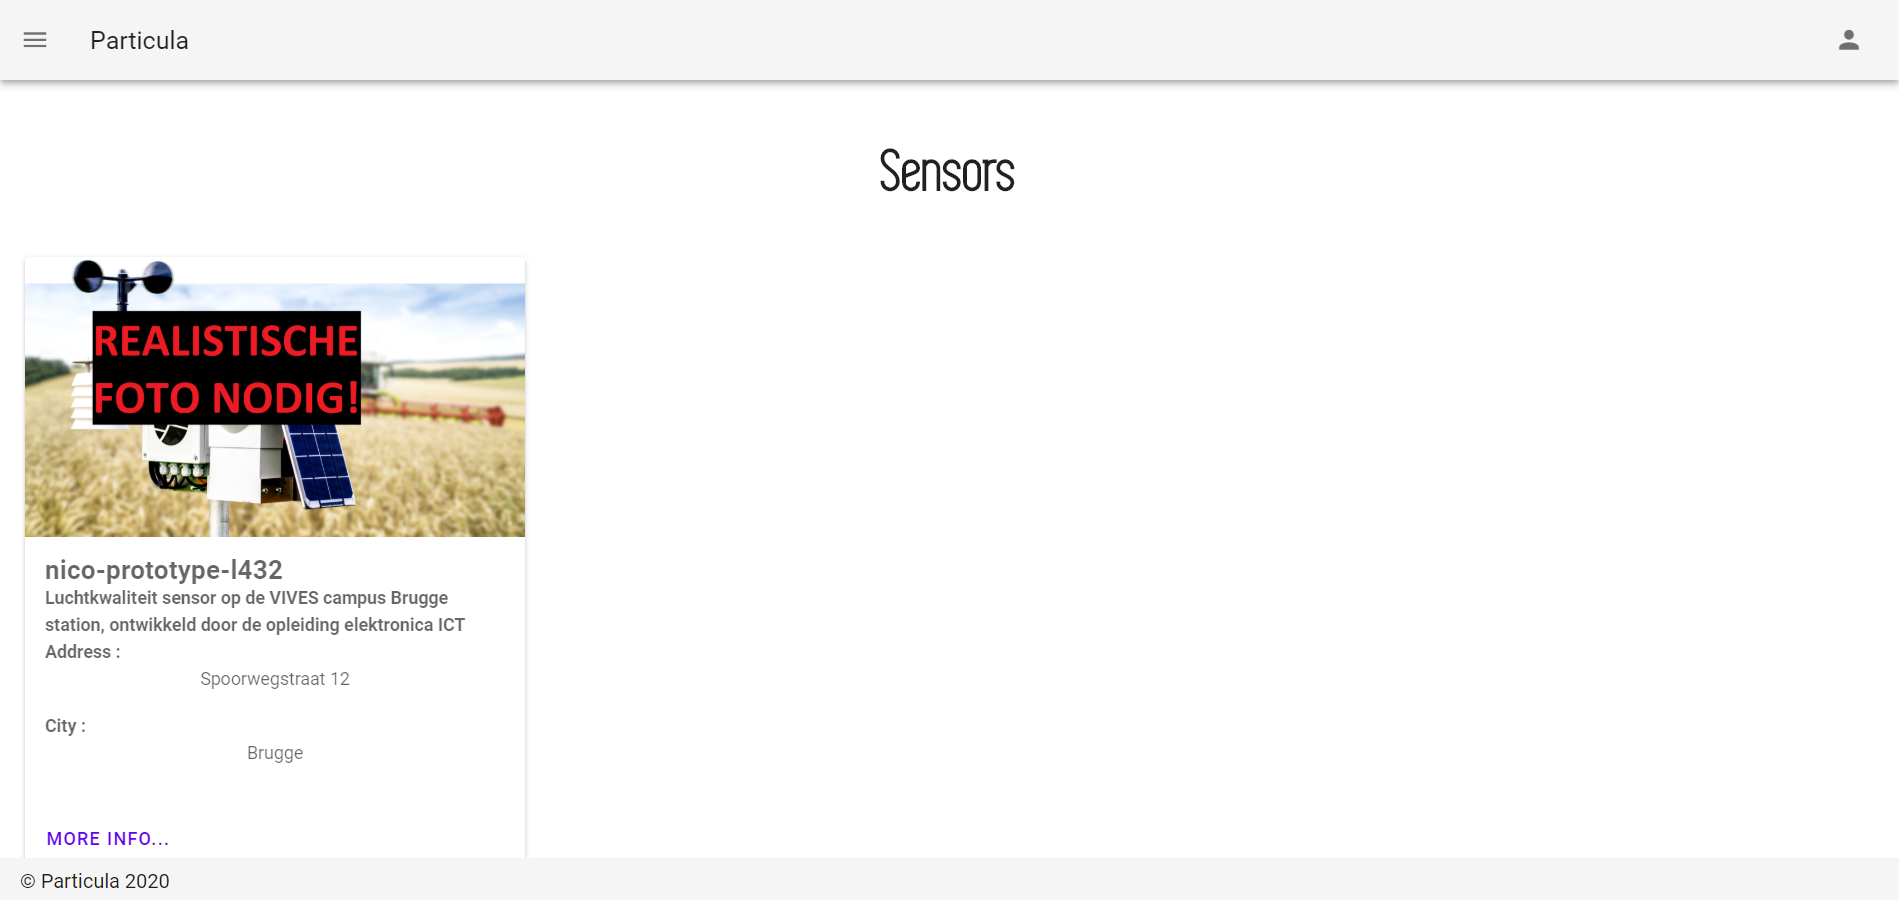 Particula
Sensors
REALISTISCHE
FOTO NODIG!
nico-prototype-l432
Luchtkwaliteit sensor op de VIVES campus Brugge
station, ontwikkeld door de opleiding elektronica ICT
Address :
Spoorwegstraat 12
City :
Brugge
MORE INFO...
© Particula 2020